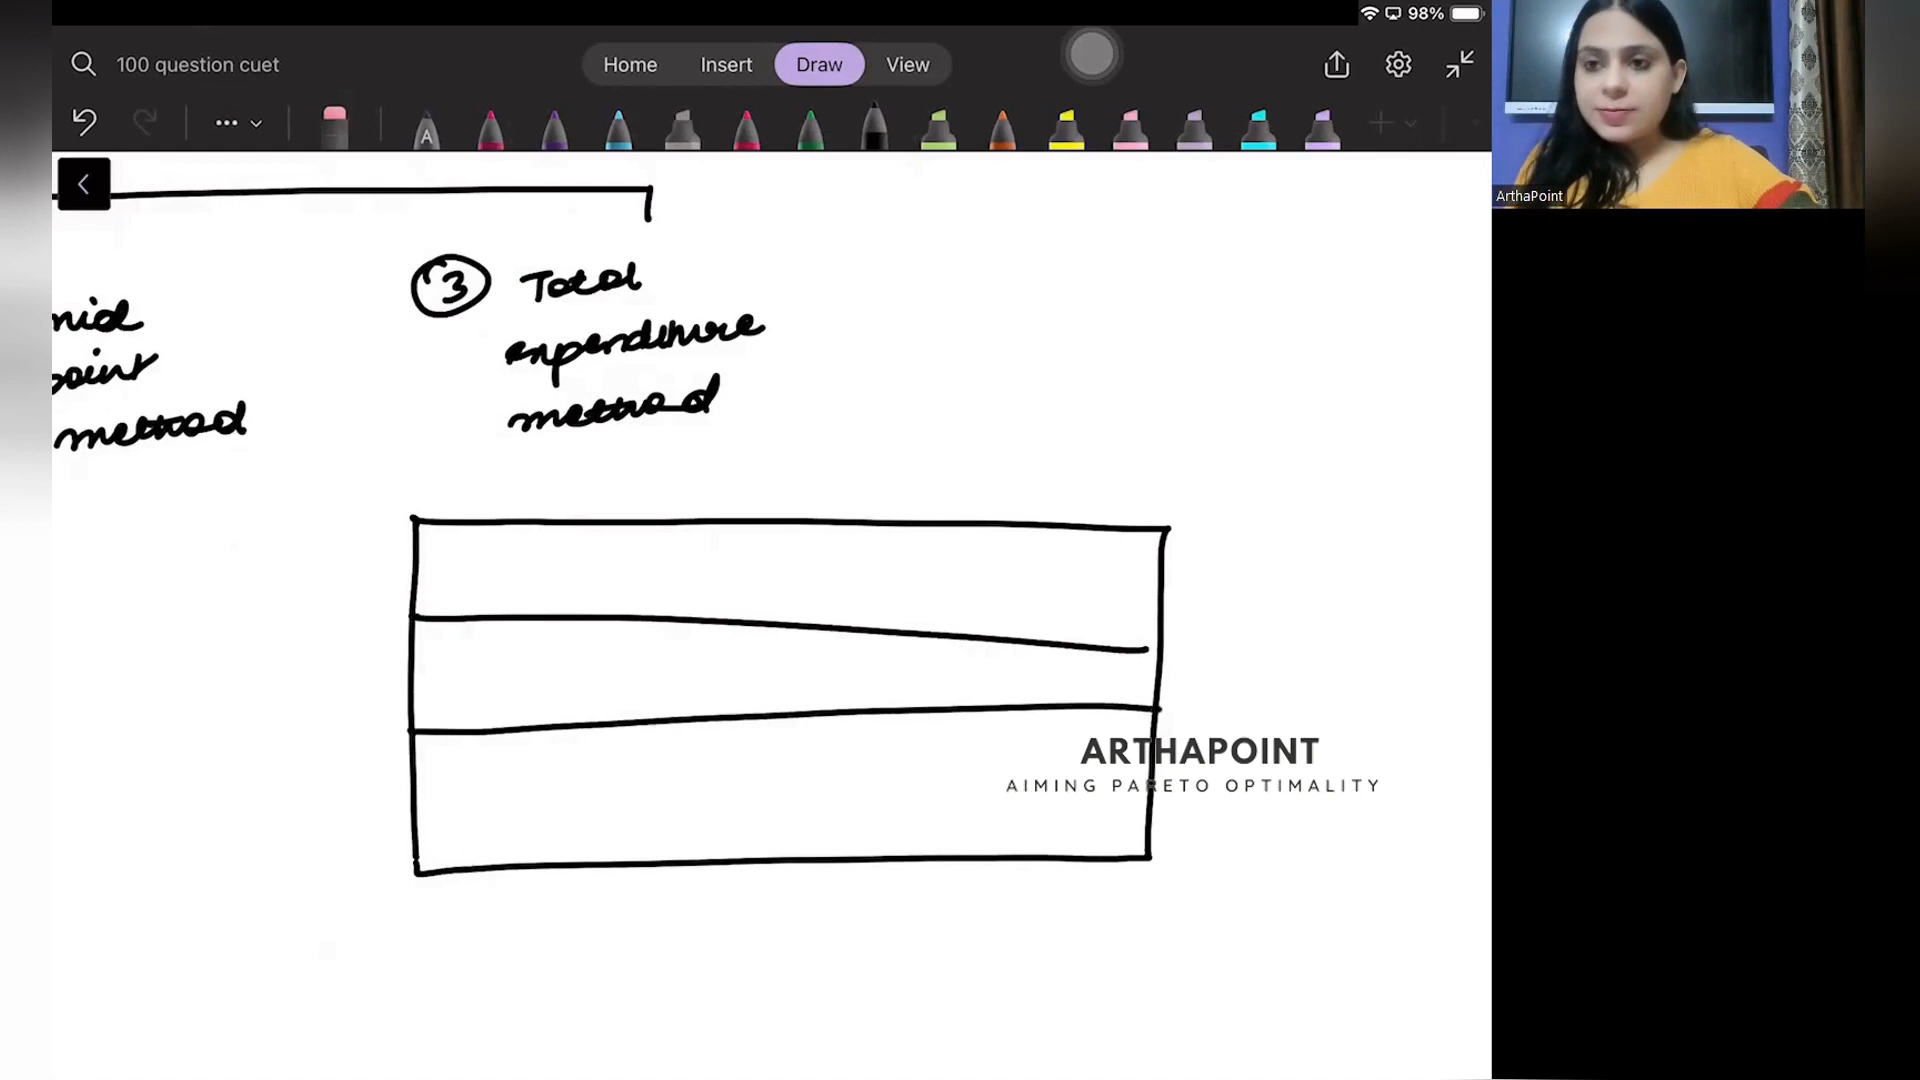 98%
100 question cuet
Home Insert Draw View
A
ArthaPoint
3 Total
expenditure
method
mid
point
method
ARTHAPOINT
AIMING PARETO OPTIMALITY